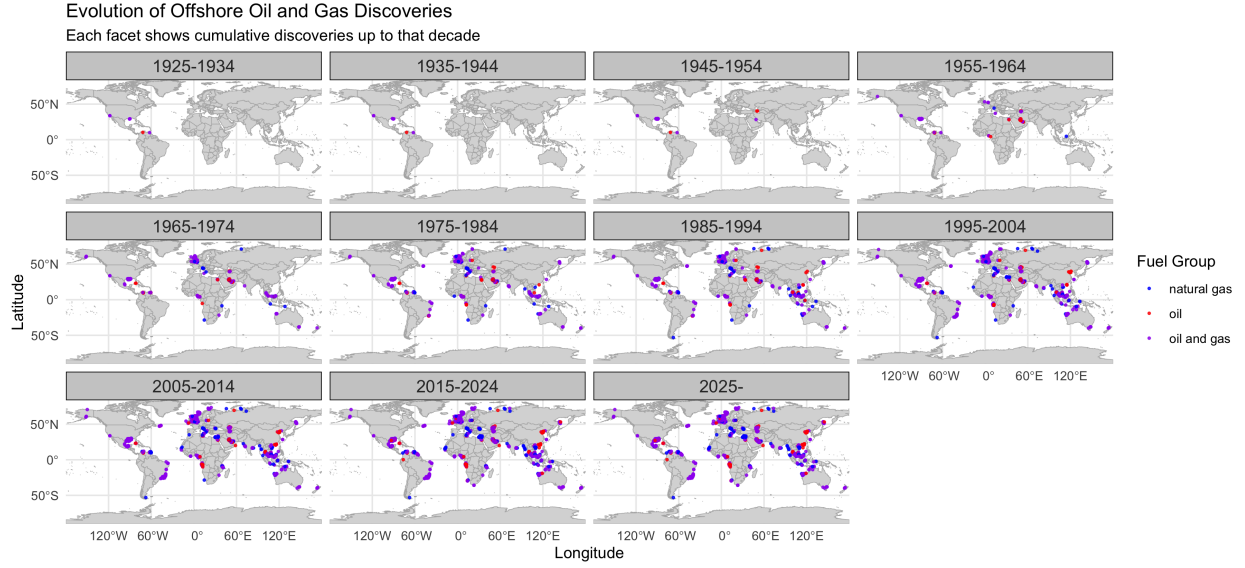 Evolution of Offshore Oil and Gas Discoveries
Each facet shows cumulative discoveries up to that decade
1925-1934
1935-1944
1945-1954
1955-1964
50°N
0°
50°S
1965-1974
1975-1984
1985-1994
1995-2004
50°N
0°
50°S
120°W 60°W 0° 60°E 120°E
2005-2014
2015-2024
2025-
50°N
0°
50°S
120°W 60°W 0° 60°E 120°E
120°W 60°W 0° 60°E 120°E
120°W 60°W 0° 60°E 120°E
Longitude
Latitude
Fuel Group
natural gas
oil
oil and gas